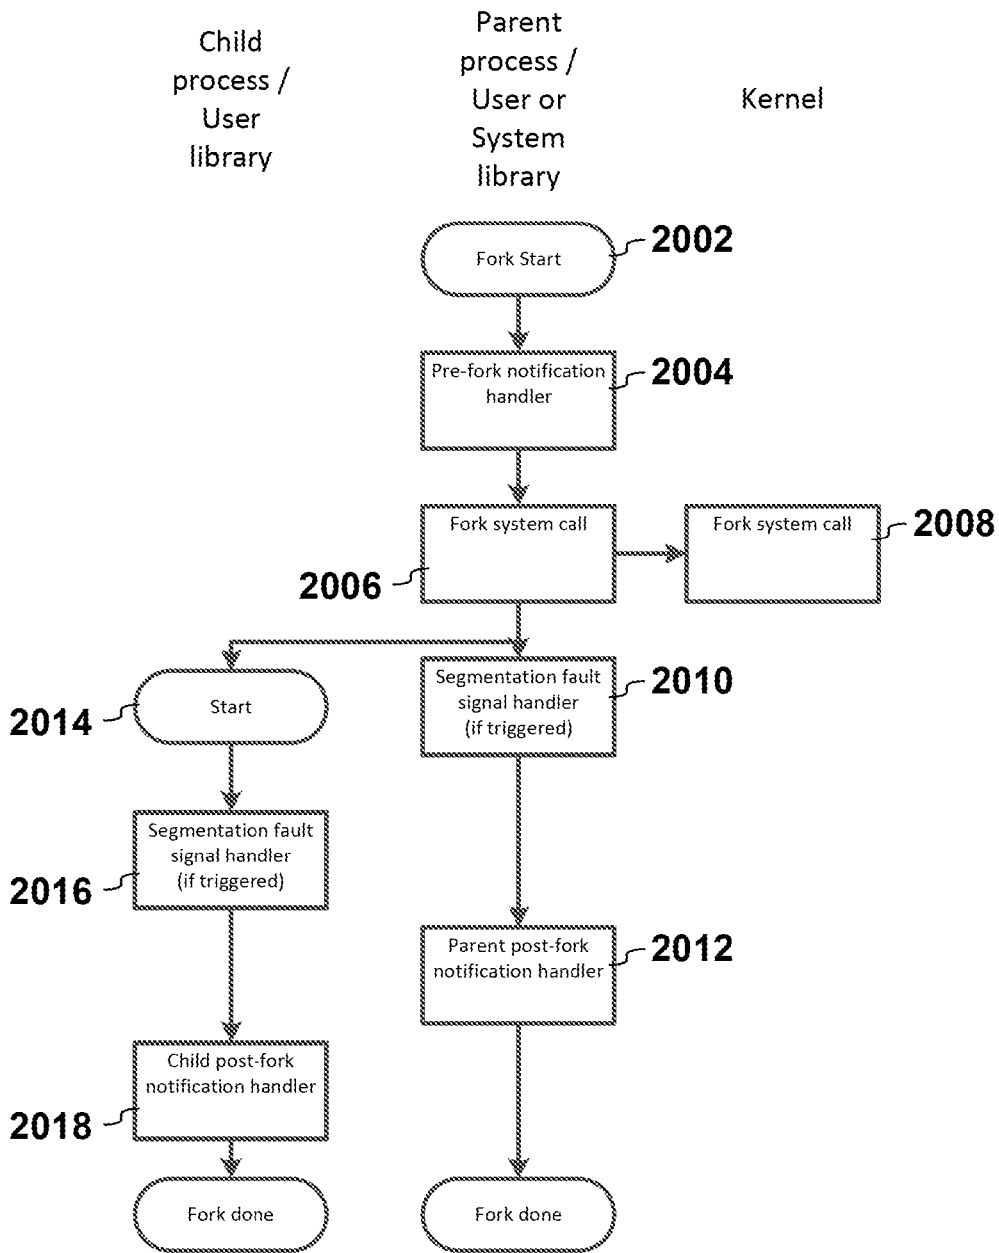 Child
process /
User
library
Parent
process /
User or
System
library
Kernel
Fork Start
2002
Pre-fork notification
handler
2004
Fork system call
2006
Fork system call
2008
Segmentation fault
signal handler
(if triggered)
2010
Start
2014
Segmentation fault
signal handler
(if triggered)
2016
Parent post-fork
notification handler
2012
Child post-fork
notification handler
2018
Fork done
Fork done